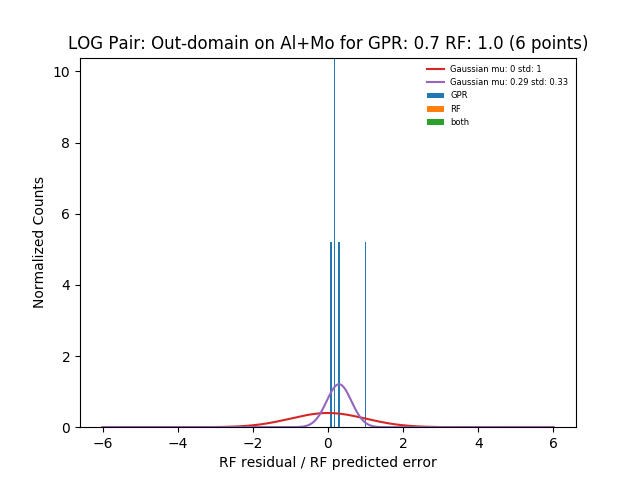 LOG Pair: Out-domain on Al+Mo for GPR: 0.7 RF: 1.0 (6 points)
Gaussian mu: 0 std: 1
Gaussian mu: 0.29 std: 0.33
GPR
RF
both
Normalized Counts
10
8
6
4
2
0
−6 −4 −2 0 2 4 6
RF residual / RF predicted error